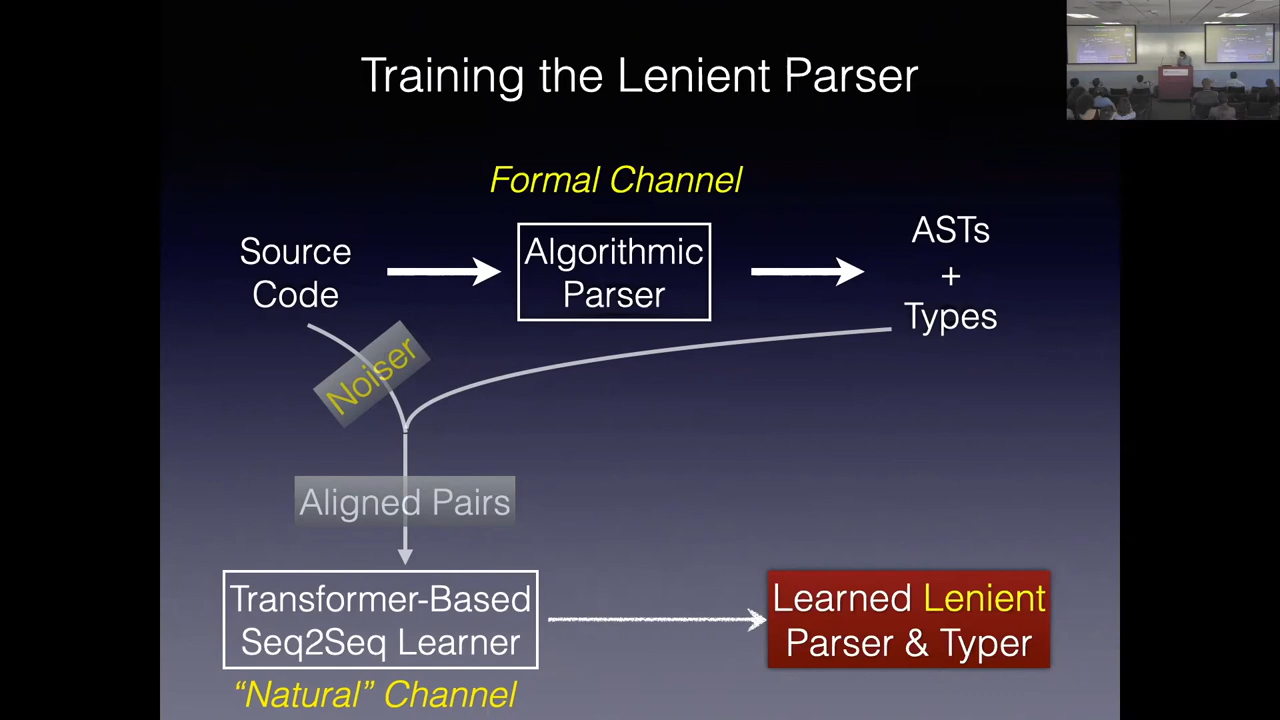 Training the Lenient Parser
Formal Channel
Source
Code
Algorithmic
Parser
ASTs
+
Types
Noiser
Aligned Pairs
Transformer-Based
Seq2Seq Learner
"Natural" Channel
Learned Lenient
Parser & Typer